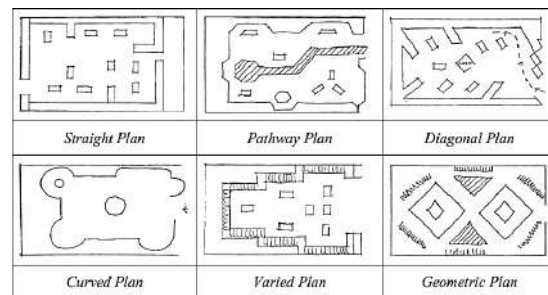 Straight Plan
Pathway Plan
Diagonal Plan
Curved Plan
Varied Plan
Geometric Plan